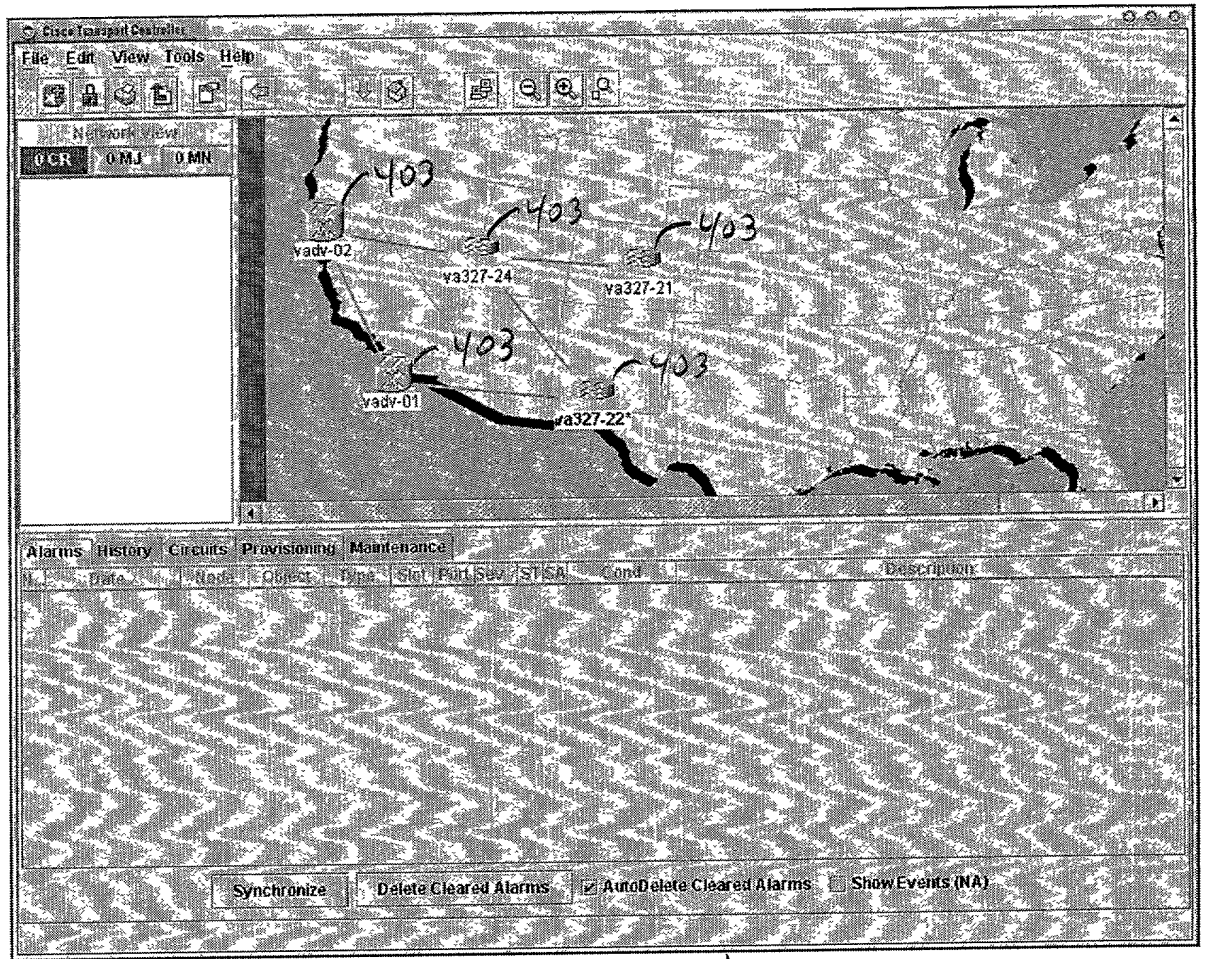 Cisco Transport Controller
File Edit View Tools Help
Network View
0 CR 0 MJ 0 MN
403
403
403
vadv-02
va327-24
va327-21
403
403
vadv-01
va327-22*
Alarms History Circuits Provisioning Maintenance
Date Node Object Type Slot Port Sev ST SA Cond Description
Synchronize Delete Cleared Alarms AutoDelete Cleared Alarms Show Events (NA)